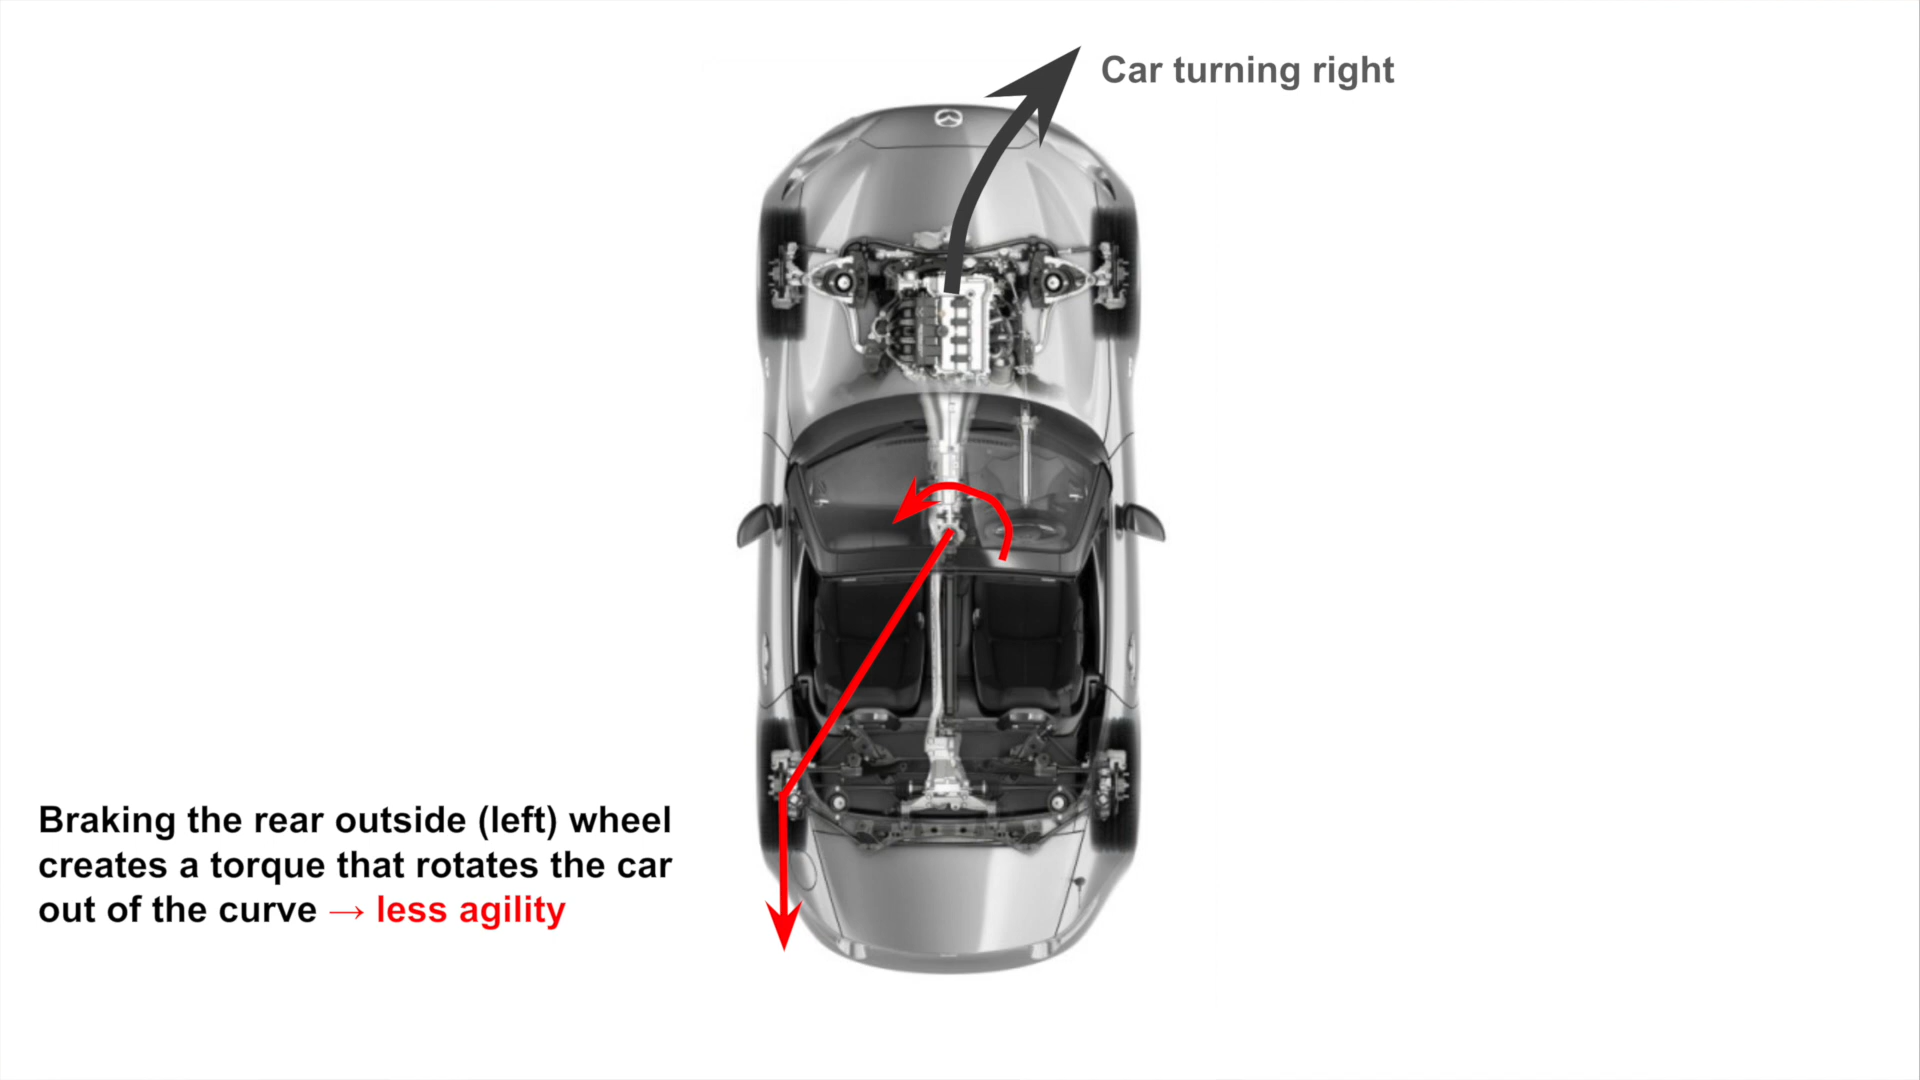 Car turning right
Braking the rear outside (left) wheel
creates a torque that rotates the car
out of the curve → less agility